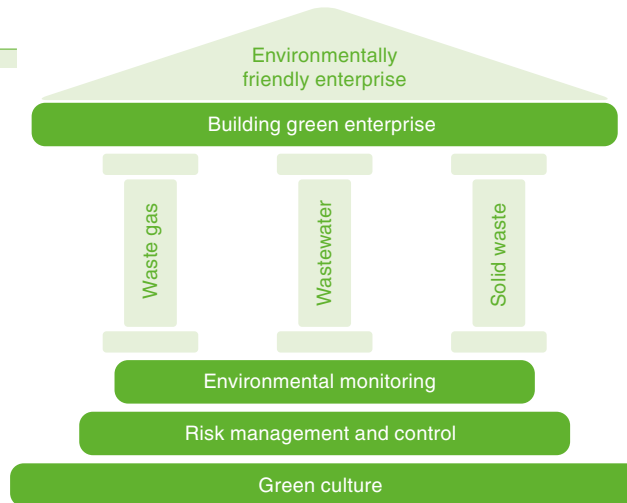 Environmentally
friendly enterprise
Building green enterprise
Waste gas
Wastewater
Solid waste
Environmental monitoring
Risk management and control
Green culture